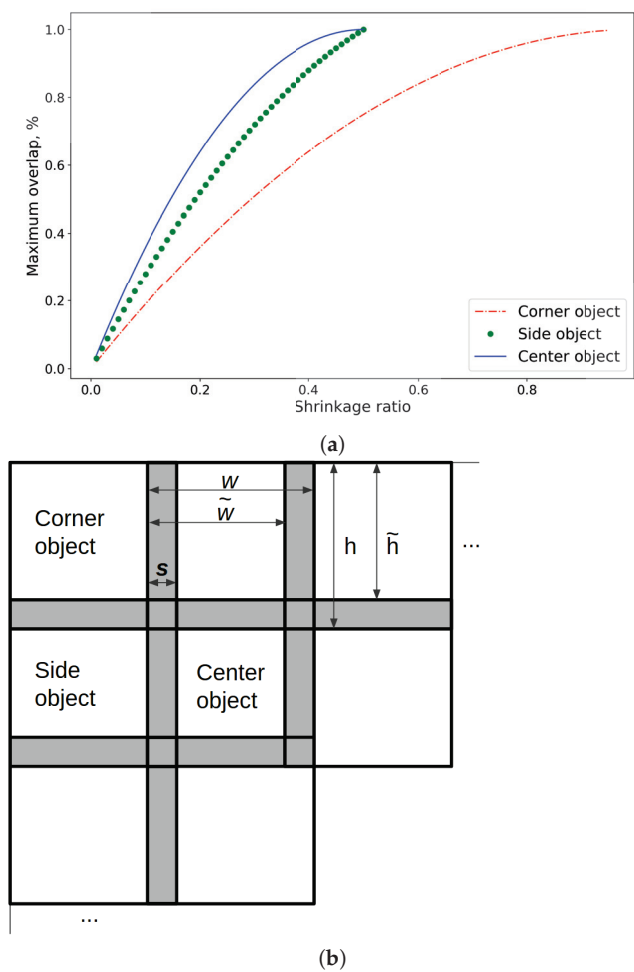 1.0
0.8
0.6
0.4
0.2
0.0
Maximum overlap, %
Corner object
Side object
Center object
0.0 0.2 0.4 0.6 0.8
Shrinkage ratio
(a)
w
w̃
h
h̃
s
...
Corner
object
Side
object
Center
object
...
(b)